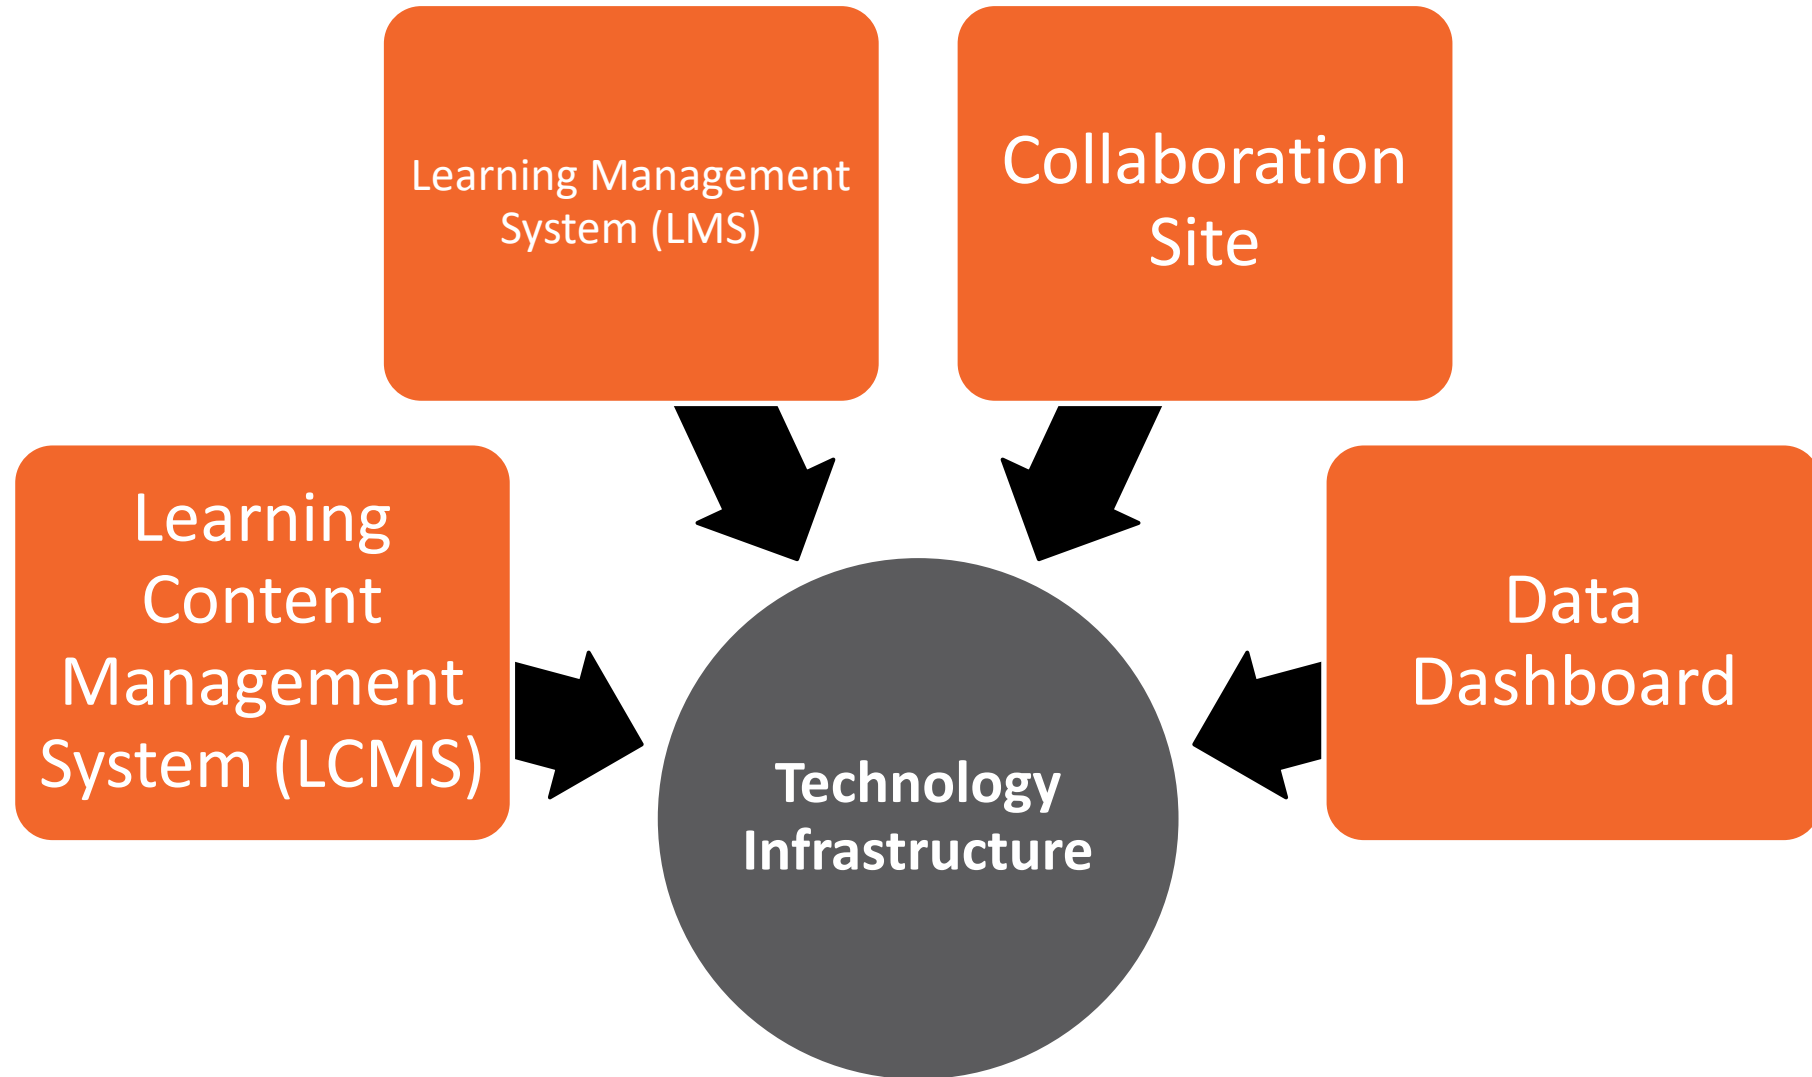 Learning Management
System (LMS)
Collaboration
Site
Learning
Content
Management
System (LCMS)
Data
Dashboard
Technology
Infrastructure